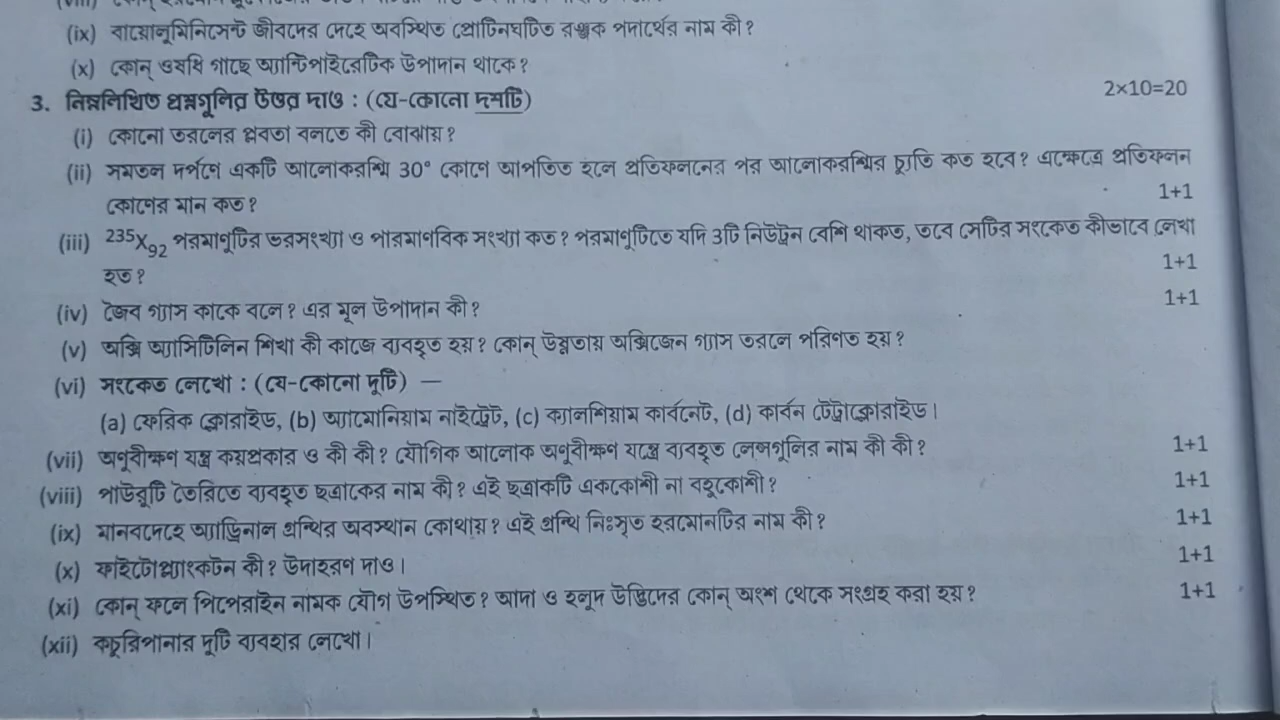 (ix) বায়োলুমিনিসেন্ট জীবদের দেহে অবস্থিত প্রোটিনঘটিত রঞ্জক পদার্থের নাম কী?
(x) কোন্ ওষধি গাছে অ্যান্টিপাইরেটিক উপাদান থাকে?
3. নিম্নলিখিত প্রশ্নগুলির উত্তর দাও : (যে-কোনো দশটি) 2×10=20
(i) কোনো তরলের প্লবতা বলতে কী বোঝায়?
(ii) সমতল দর্পণে একটি আলোকরশ্মি 30° কোণে আপতিত হলে প্রতিফলনের পর আলোকরশ্মির চ্যুতি কত হবে? এক্ষেত্রে প্রতিফলন
কোণের মান কত? 1+1
(iii) ²³⁵X₉₂ পরমাণুটির ভরসংখ্যা ও পারমাণবিক সংখ্যা কত? পরমাণুটিতে যদি 3টি নিউট্রন বেশি থাকত, তবে সেটির সংকেত কীভাবে লেখা
হত? 1+1
(iv) জৈব গ্যাস কাকে বলে? এর মূল উপাদান কী? 1+1
(v) অক্সি অ্যাসিটিলিন শিখা কী কাজে ব্যবহৃত হয়? কোন্ উষ্ণতায় অক্সিজেন গ্যাস তরলে পরিণত হয়?
(vi) সংকেত লেখো : (যে-কোনো দুটি) —
(a) ফেরিক ক্লোরাইড, (b) অ্যামোনিয়াম নাইট্রেট, (c) ক্যালশিয়াম কার্বনেট, (d) কার্বন টেট্রাক্লোরাইড।
(vii) অণুবীক্ষণ যন্ত্র কয়প্রকার ও কী কী? যৌগিক আলোক অণুবীক্ষণ যন্ত্রে ব্যবহৃত লেন্সগুলির নাম কী কী? 1+1
(viii) পাউরুটি তৈরিতে ব্যবহৃত ছত্রাকের নাম কী? এই ছত্রাকটি এককোশী না বহুকোশী? 1+1
(ix) মানবদেহে অ্যাড্রিনাল গ্রন্থির অবস্থান কোথায়? এই গ্রন্থি নিঃসৃত হরমোনটির নাম কী? 1+1
(x) ফাইটোপ্ল্যাংকটন কী? উদাহরণ দাও। 1+1
(xi) কোন্ ফলে পিপেরাইন নামক যৌগ উপস্থিত? আদা ও হলুদ উদ্ভিদের কোন্ অংশ থেকে সংগ্রহ করা হয়? 1+1
(xii) কচুরিপানার দুটি ব্যবহার লেখো।